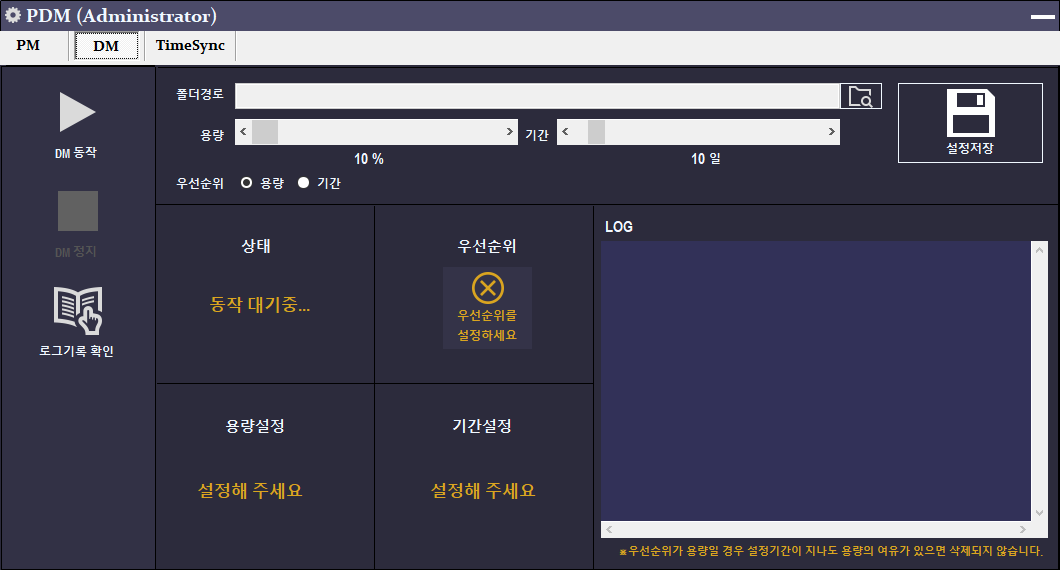 PDM (Administrator)
PM
DM
TimeSync
DM 동작
DM 정지
로그기록 확인
폴더경로
용량
기간
10 %
10 일
우선순위
용량
기간
설정저장
상태
동작 대기중...
우선순위
우선순위를
설정하세요
용량설정
설정해 주세요
기간설정
설정해 주세요
LOG
※우선순위가 용량일 경우 설정기간이 지나도 용량의 여유가 있으면 삭제되지 않습니다.